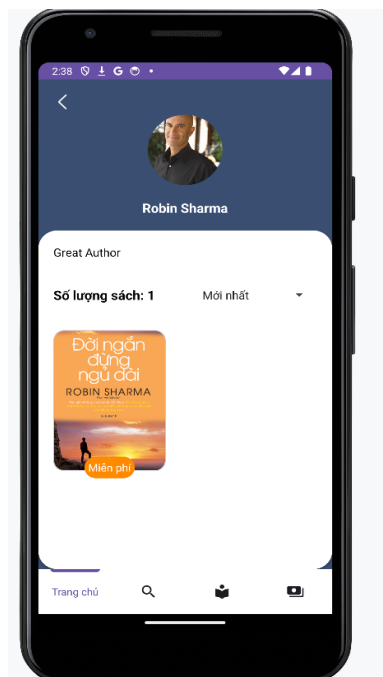 2:38
Robin Sharma
Great Author
Số lượng sách: 1
Mới nhất
Đời ngắn
đừng
ngủ dài
ROBIN SHARMA
Miễn phí
Trang chủ